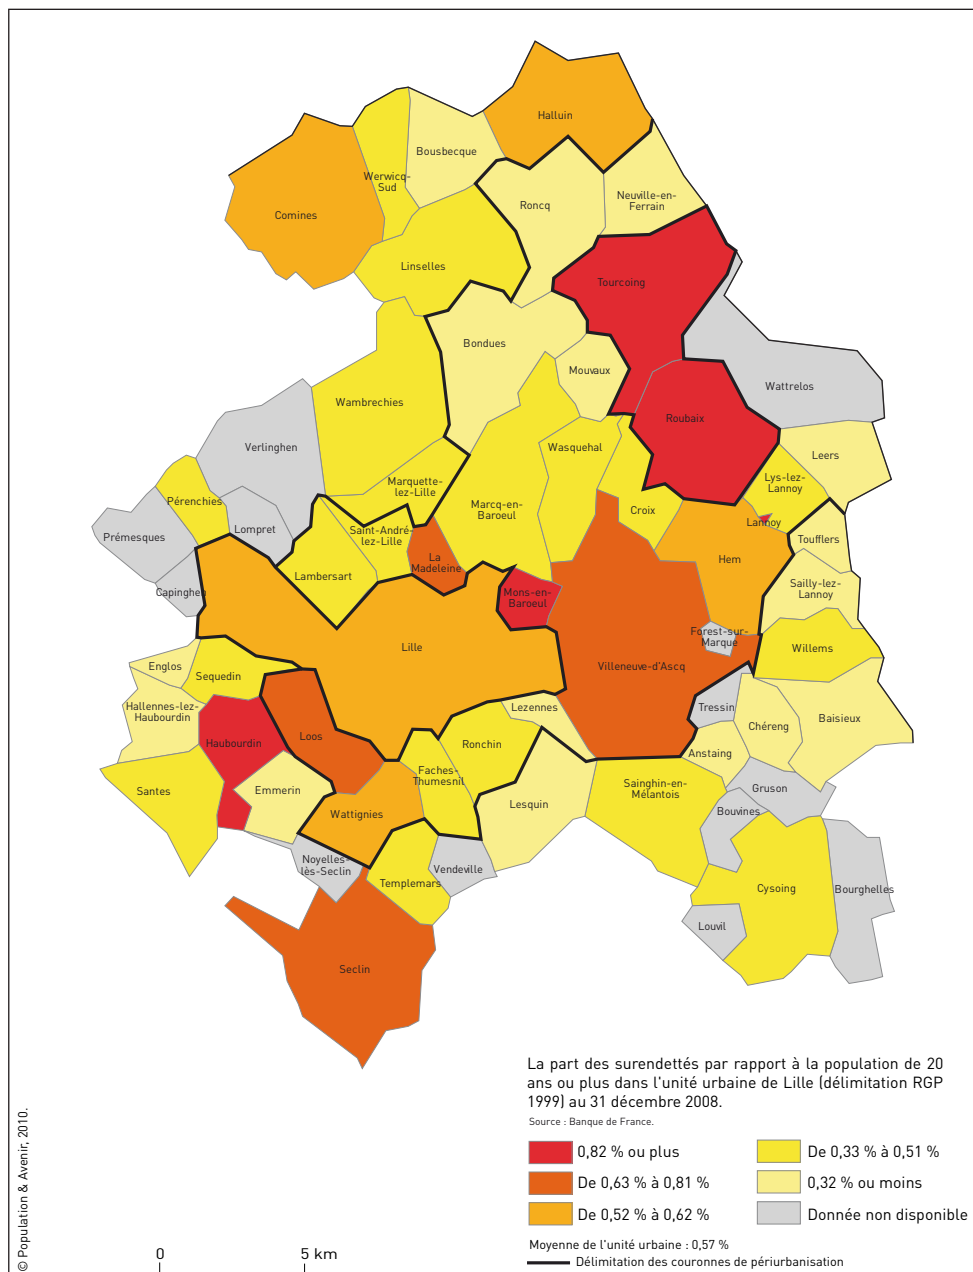 Halluin
Bousbecque
Werwicq-
Sud
Comines
Roncq
Neuville-en-
Ferrain
Linselles
Tourcoing
Bondues
Mouvaux
Wattrelos
Wambrechies
Roubaix
Verlinghen
Wasquehal
Leers
Marquette-
lez-Lille
Lys-lez-
Lannoy
Pérenchies
Marcq-en-
Baroeul
Croix
Lannoy
Prémesques
Lompret
Saint-André-
lez-Lille
Toufflers
La
Madeleine
Hem
Lambersart
Sailly-lez-
Lannoy
Capinghem
Mons-en-
Baroeul
Forest-sur-
Marque
Lille
Willems
Englos
Sequedin
Villeneuve-d'Ascq
Hallennes-lez-
Haubourdin
Lezennes
Tressin
Chéreng
Baisieux
Haubourdin
Loos
Ronchin
Anstaing
Faches-
Thumesnil
Sainghin-en-
Mélantois
Santes
Emmerin
Gruson
Lesquin
Wattignies
Bouvines
Noyelles-
lès-Seclin
Vendeville
Templemars
Cysoing
Bourghelles
Louvil
Seclin
La part des surendettés par rapport à la population de 20
ans ou plus dans l'unité urbaine de Lille (délimitation RGP
1999) au 31 décembre 2008.
Source : Banque de France.
0,82 % ou plus
De 0,63 % à 0,81 %
De 0,52 % à 0,62 %
De 0,33 % à 0,51 %
0,32 % ou moins
Donnée non disponible
Moyenne de l'unité urbaine : 0,57 %
Délimitation des couronnes de périurbanisation
0 5 km
© Population & Avenir, 2010.